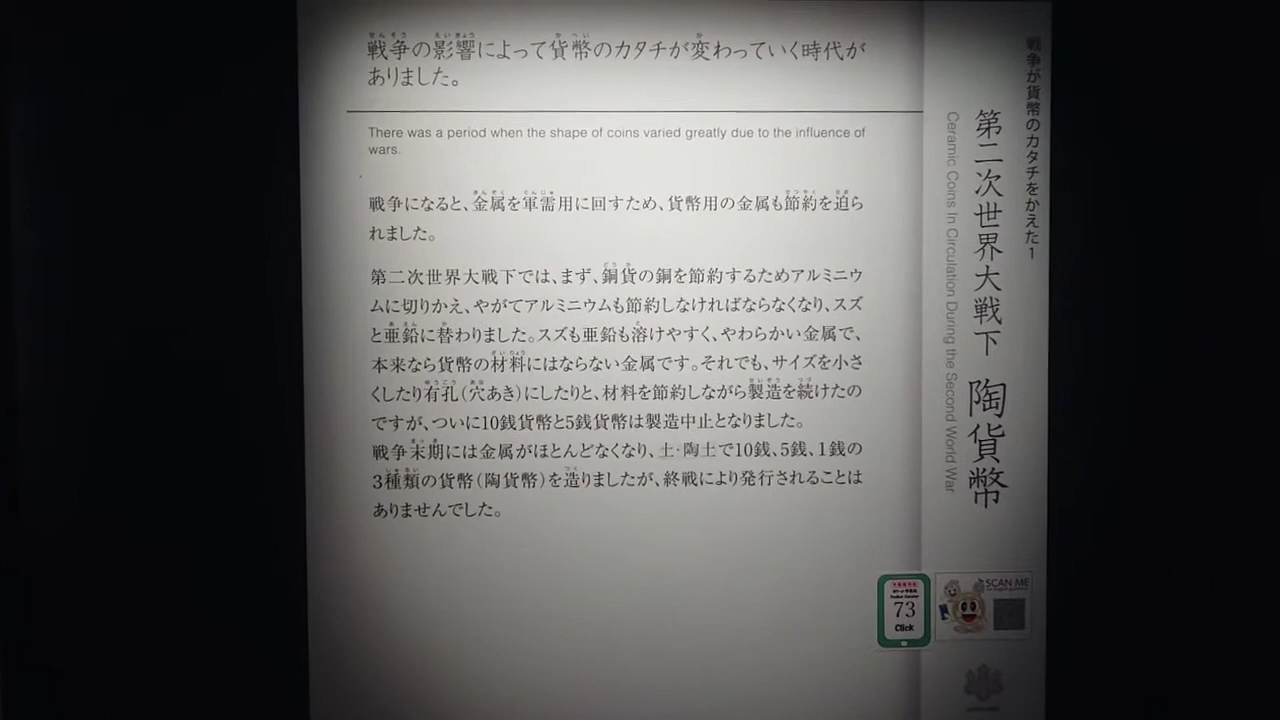 戦争の影響によって貨幣のカタチが変わっていく時代が
ありました。
There was a period when the shape of coins varied greatly due to the influence of
wars.
戦争になると、金属を軍需用に回すため、貨幣用の金属も節約を迫ら
れました。
第二次世界大戦下では、まず、銅貨の銅を節約するためアルミニウ
ムに切りかえ、やがてアルミニウムも節約しなければならなくなり、スズ
と亜鉛に替わりました。スズも亜鉛も溶けやすく、やわらかい金属で、
本来なら貨幣の材料にはならない金属です。それでも、サイズを小さ
くしたり有孔(穴あき)にしたりと、材料を節約しながら製造を続けたの
ですが、ついに10銭貨幣と5銭貨幣は製造中止となりました。
戦争末期には金属がほとんどなくなり、土・陶土で10銭、5銭、1銭の
3種類の貨幣(陶貨幣)を造りましたが、終戦により発行されることは
ありませんでした。
戦争が貨幣のカタチをかえた1
第二次世界大戦下 陶貨幣
Ceramic Coins In Circulation During the Second World War
73
Click
SCAN ME